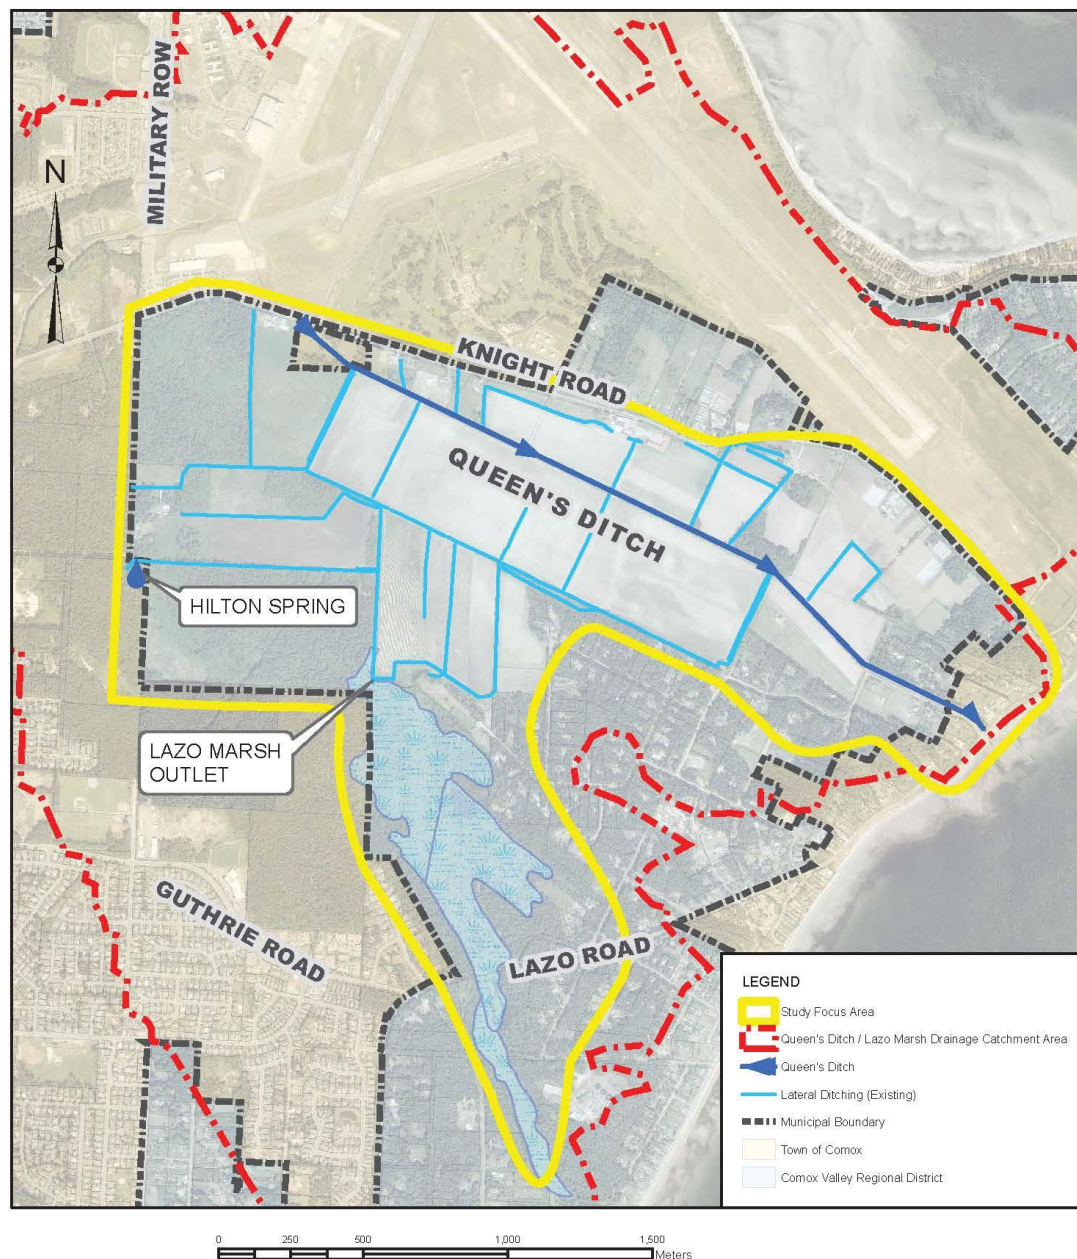 MILITARY ROW
N
KNIGHT ROAD
QUEEN'S DITCH
HILTON SPRING
LAZO MARSH
OUTLET
GUTHRIE ROAD
LAZO ROAD
LEGEND
Study Focus Area
Queen's Ditch / Lazo Marsh Drainage Catchment Area
Queen's Ditch
Lateral Ditching (Existing)
Municipal Boundary
Town of Comox
Comox Valley Regional District
0 250 500 1,000 1,500
Meters